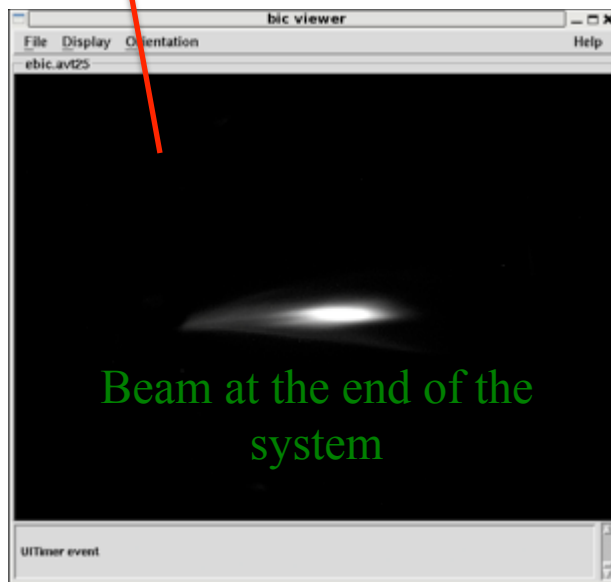 bic viewer
File Display Orientation Help
ebic.avt25
Beam at the end of the
system
UITimer event